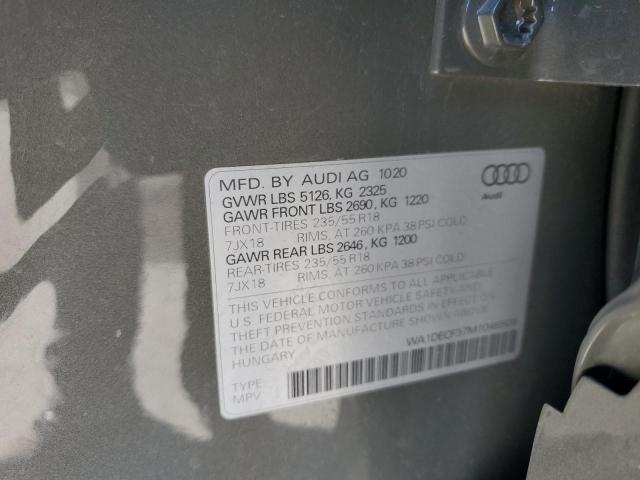 MFD. BY AUDI AG 1020
GVWR LBS 5126, KG 2325
GAWR FRONT LBS 2690, KG 1220
FRONT-TIRES 235/55 R18
7JX18 RIMS, AT 260 KPA 38 PSI COLD
GAWR REAR LBS 2646, KG 1200
REAR-TIRES 235/55 R18
7JX18 RIMS, AT 260 KPA 38 PSI COLD
THIS VEHICLE CONFORMS TO ALL APPLICABLE
U.S. FEDERAL MOTOR VEHICLE SAFETY AND
THEFT PREVENTION STANDARDS IN EFFECT ON
THE DATE OF MANUFACTURE SHOWN ABOVE.
HUNGARY
TYPE
MPV
Audi